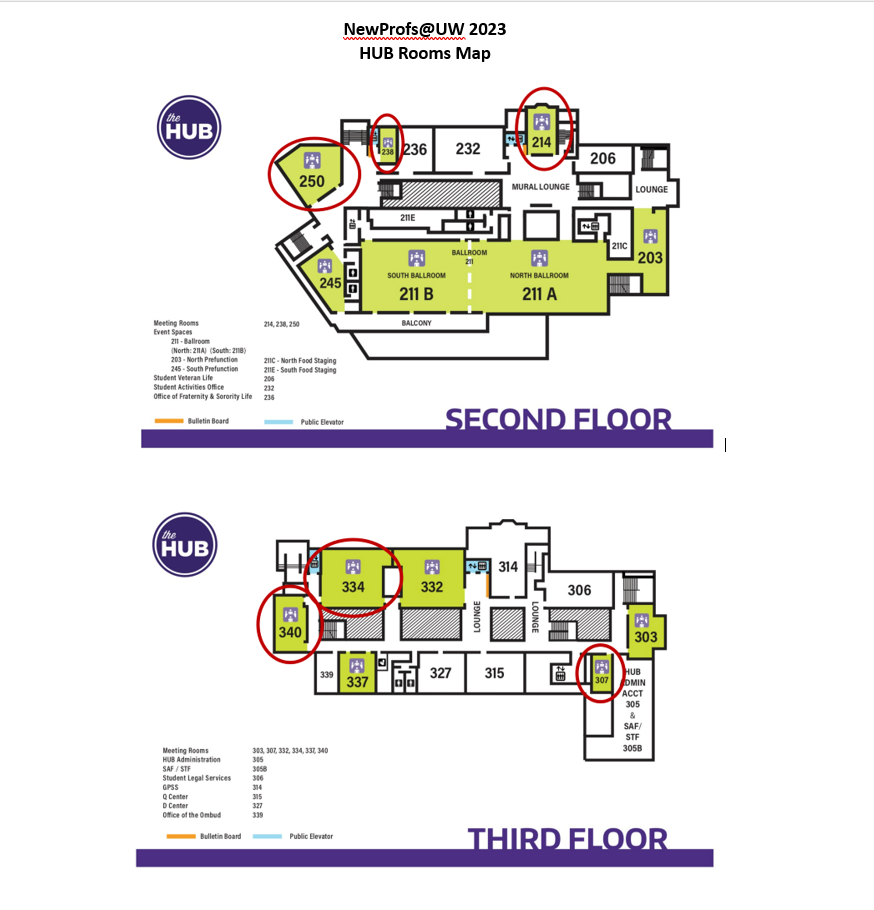 NewProfs@UW 2023
HUB Rooms Map
the
HUB
214
238
236
232
206
250
MURAL LOUNGE
LOUNGE
211E
211C
BALLROOM
211
203
245
SOUTH BALLROOM
NORTH BALLROOM
211 B
211 A
BALCONY
Meeting Rooms 214, 238, 250
Event Spaces
211 - Ballroom
(North: 211A) (South: 211B)
203 - North Prefunction 211C - North Food Staging
245 - South Prefunction 211E - South Food Staging
Student Veteran Life 206
Student Activities Office 232
Office of Fraternity & Sorority Life 236
Bulletin Board Public Elevator
SECOND FLOOR
the
HUB
334
332
314
306
340
LOUNGE
LOUNGE
303
339
337
327
315
307
HUB
ADMIN
ACCT
305
&
SAF/
STF
305B
Meeting Rooms 303, 307, 332, 334, 337, 340
HUB Administration 305
SAF / STF 305B
Student Legal Services 306
GPSS 314
Q Center 315
D Center 327
Office of the Ombud 339
Bulletin Board Public Elevator
THIRD FLOOR